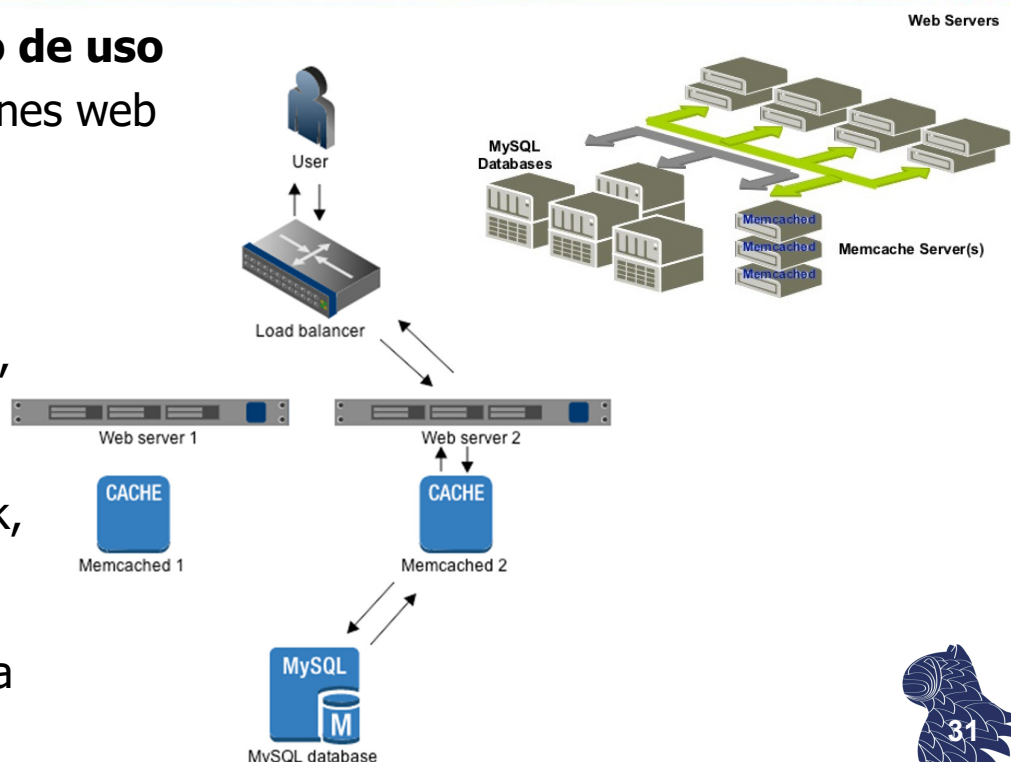 de uso
nes web
,
,
a
Web Servers
MySQL
Databases
Memcached
Memcached
Memcached
Memcache Server(s)
User
Load balancer
Web server 1
Web server 2
CACHE
CACHE
Memcached 1
Memcached 2
MySQL
M
MySQL database
31